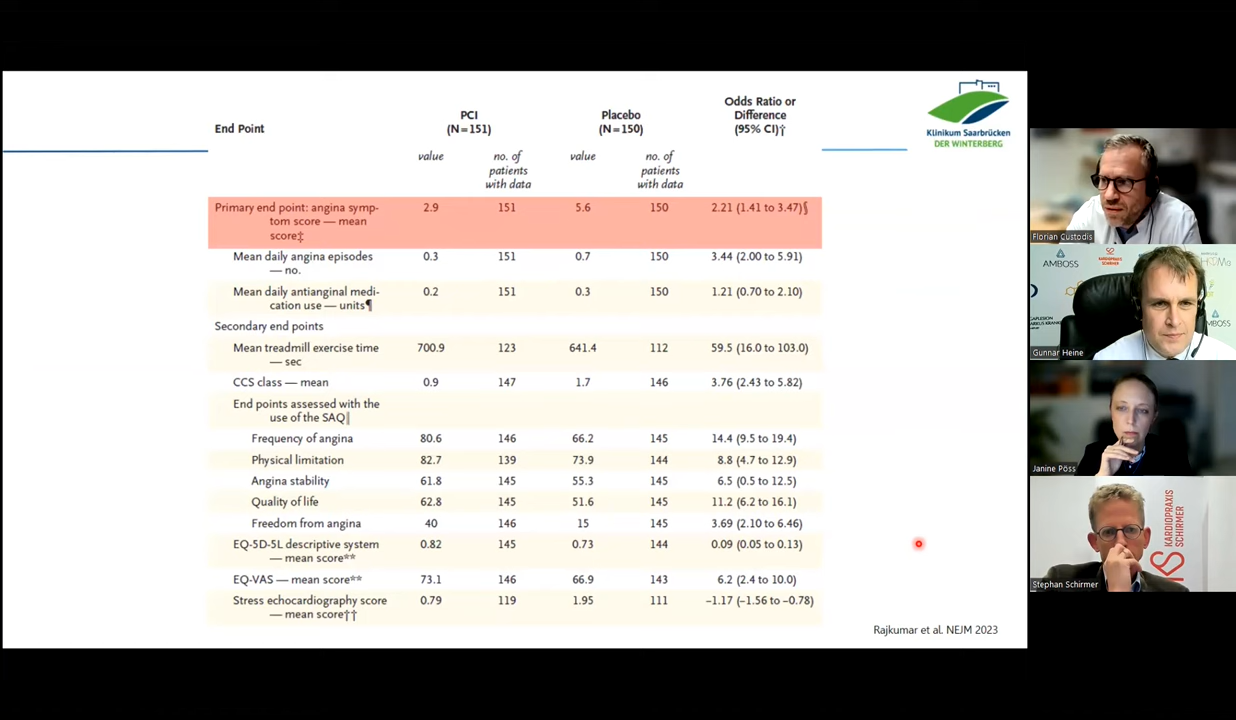 Odds Ratio or
PCI Placebo Difference
End Point (N=151) (N=150) (95% CI)†
value no. of value no. of
patients patients
with data with data
Primary end point: angina symp- 2.9 151 5.6 150 2.21 (1.41 to 3.47)§
tom score — mean
score‡
Mean daily angina episodes 0.3 151 0.7 150 3.44 (2.00 to 5.91)
— no.
Mean daily antianginal medi- 0.2 151 0.3 150 1.21 (0.70 to 2.10)
cation use — units¶
Secondary end points
Mean treadmill exercise time 700.9 123 641.4 112 59.5 (16.0 to 103.0)
— sec
CCS class — mean 0.9 147 1.7 146 3.76 (2.43 to 5.82)
End points assessed with the
use of the SAQ‖
Frequency of angina 80.6 146 66.2 145 14.4 (9.5 to 19.4)
Physical limitation 82.7 139 73.9 144 8.8 (4.7 to 12.9)
Angina stability 61.8 145 55.3 145 6.5 (0.5 to 12.5)
Quality of life 62.8 145 51.6 145 11.2 (6.2 to 16.1)
Freedom from angina 40 146 15 145 3.69 (2.10 to 6.46)
EQ-5D-5L descriptive system 0.82 145 0.73 144 0.09 (0.05 to 0.13)
— mean score**
EQ-VAS — mean score** 73.1 146 66.9 143 6.2 (2.4 to 10.0)
Stress echocardiography score 0.79 119 1.95 111 –1.17 (–1.56 to –0.78)
— mean score††
Rajkumar et al. NEJM 2023
Klinikum Saarbrücken
DER WINTERBERG
Florian Custodis
AMBOSS
KARDIOPRAXIS
SCHIRMER
AMBOSS
Gunnar Heine
Janine Pöss
KARDIOPRAXIS
SCHIRMER
KS
Stephan Schirmer